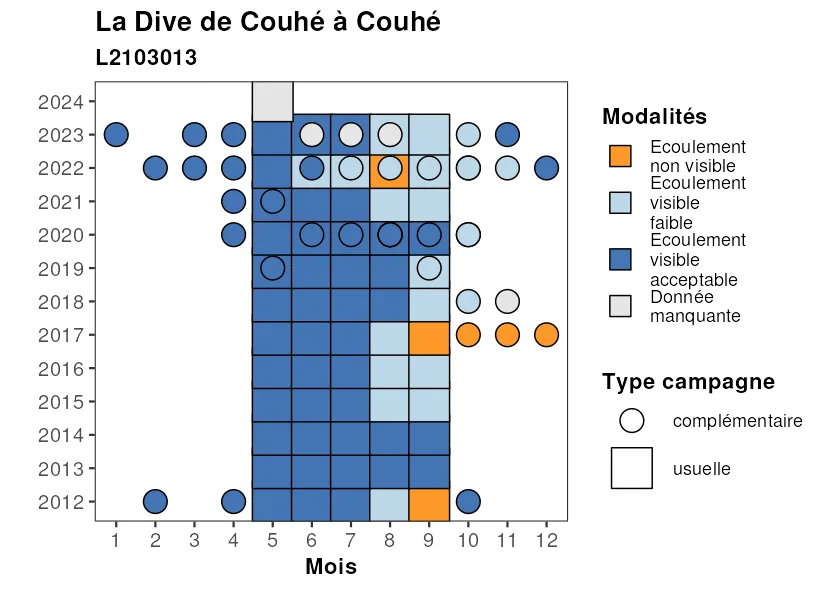 La Dive de Couhé à Couhé
L2103013
2024
2023
2022
2021
2020
2019
2018
2017
2016
2015
2014
2013
2012
1 2 3 4 5 6 7 8 9 10 11 12
Mois
Modalités
Ecoulement
non visible
Ecoulement
visible
faible
Ecoulement
visible
acceptable
Donnée
manquante
Type campagne
complémentaire
usuelle